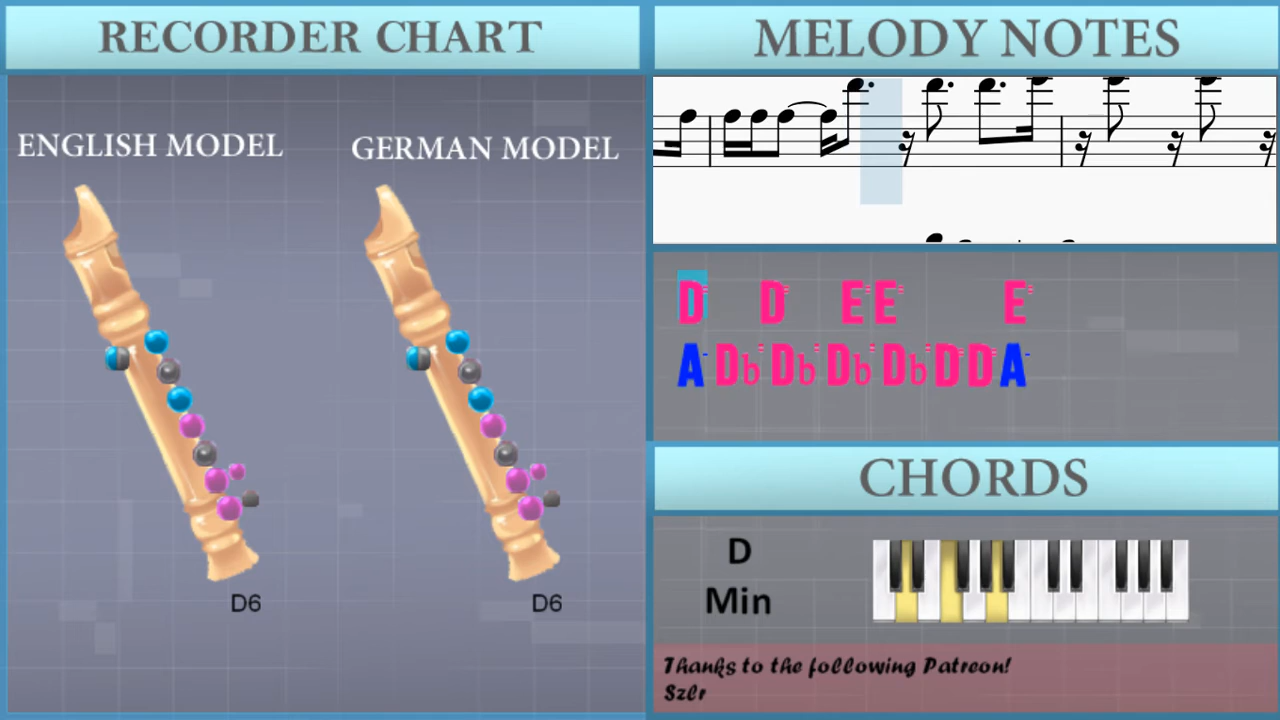 RECORDER CHART
ENGLISH MODEL
GERMAN MODEL
D6
D6
MELODY NOTES
D D E E E
A Db Db Db Db D D A
CHORDS
D
Min
Thanks to the following Patreon!
Szlr